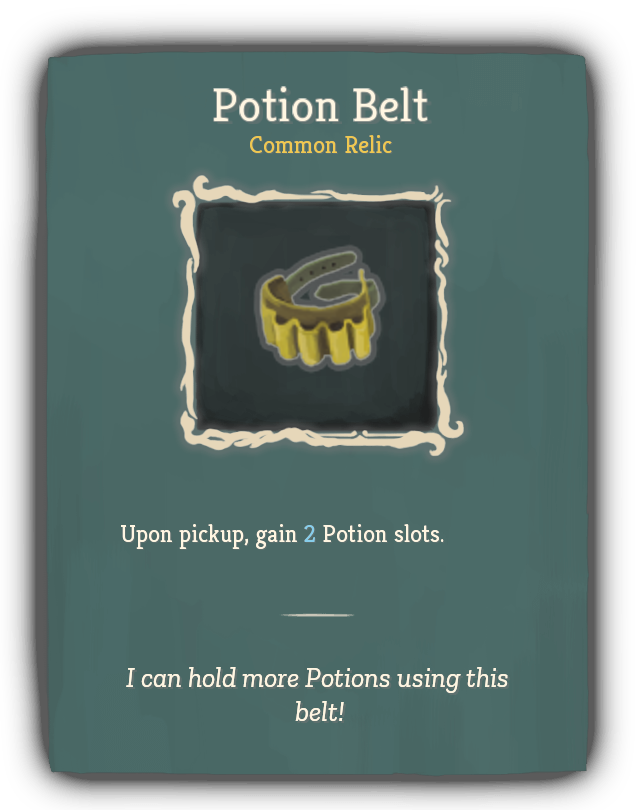 Potion Belt
Common Relic
Upon pickup, gain 2 Potion slots.
I can hold more Potions using this
belt!